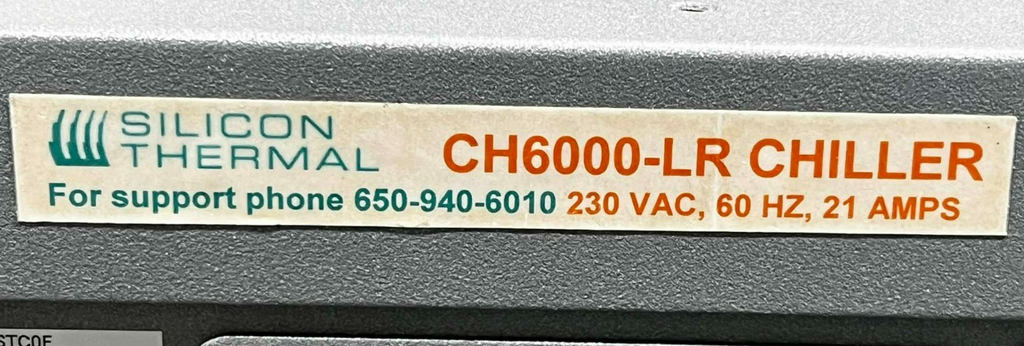 SILICON
THERMAL
CH6000-LR CHILLER
For support phone 650-940-6010 230 VAC, 60 HZ, 21 AMPS